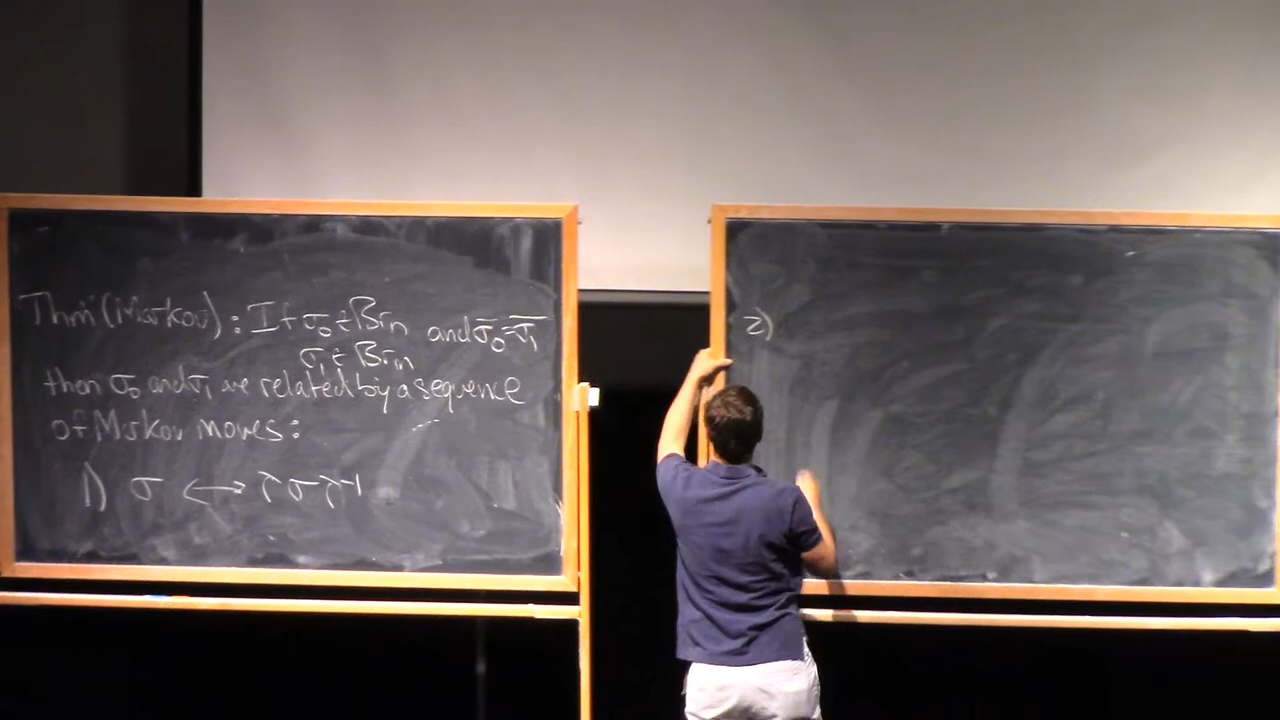 Thm (Markov): If σ₀ ∈ Brₙ and σ̄₀ = σ̄₁
σ₁ ∈ Brₘ
then σ₀ and σ₁ are related by a sequence
of Markov moves:
1) σ ↔ λσλ⁻¹
2)